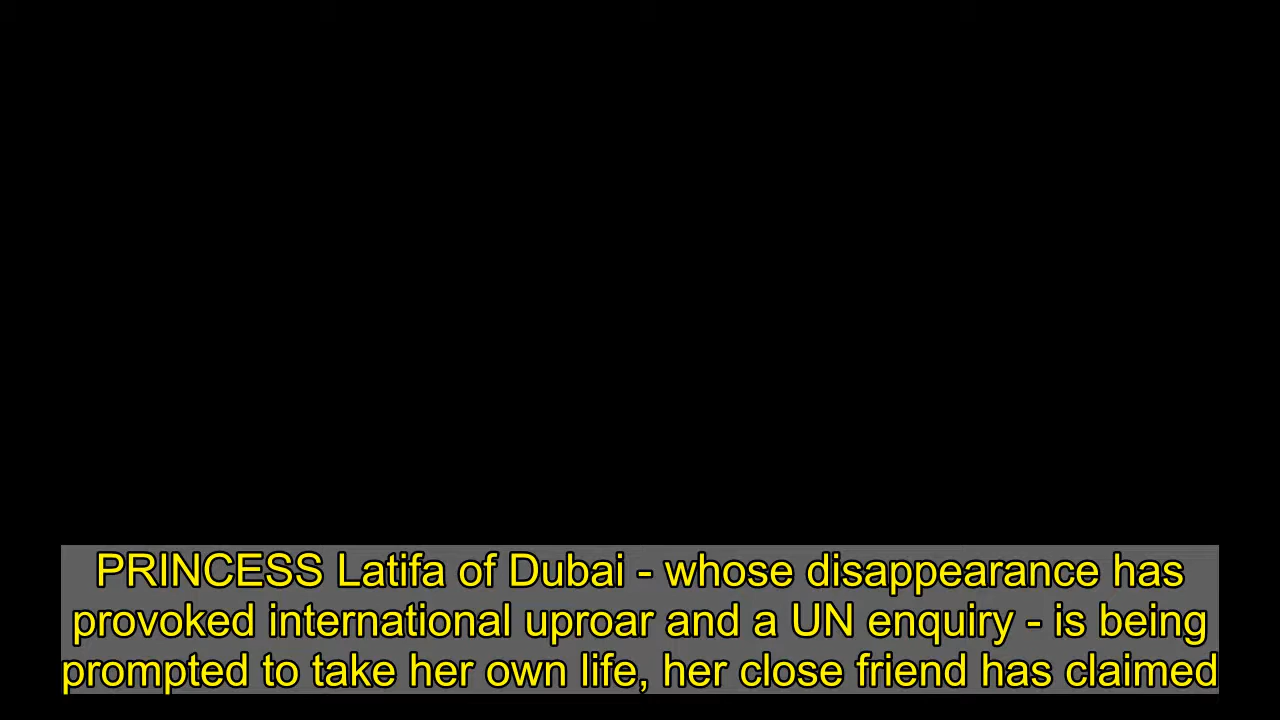 PRINCESS Latifa of Dubai - whose disappearance has
provoked international uproar and a UN enquiry - is being
prompted to take her own life, her close friend has claimed